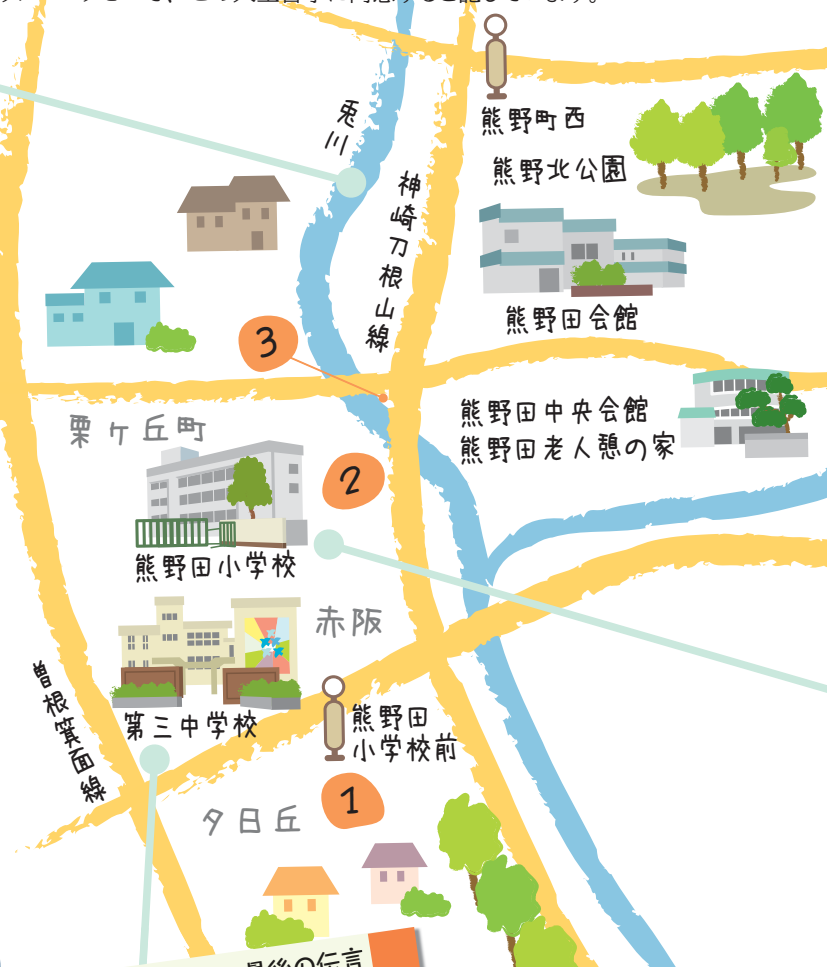 兎川
熊野町西
熊野北公園
神崎刀根山線
熊野田会館
3
熊野田中央会館
熊野田老人憩の家
栗ヶ丘町
2
熊野田小学校
赤阪
曽根箕面線
第三中学校
熊野田
小学校前
1
夕日丘
最後の伝言